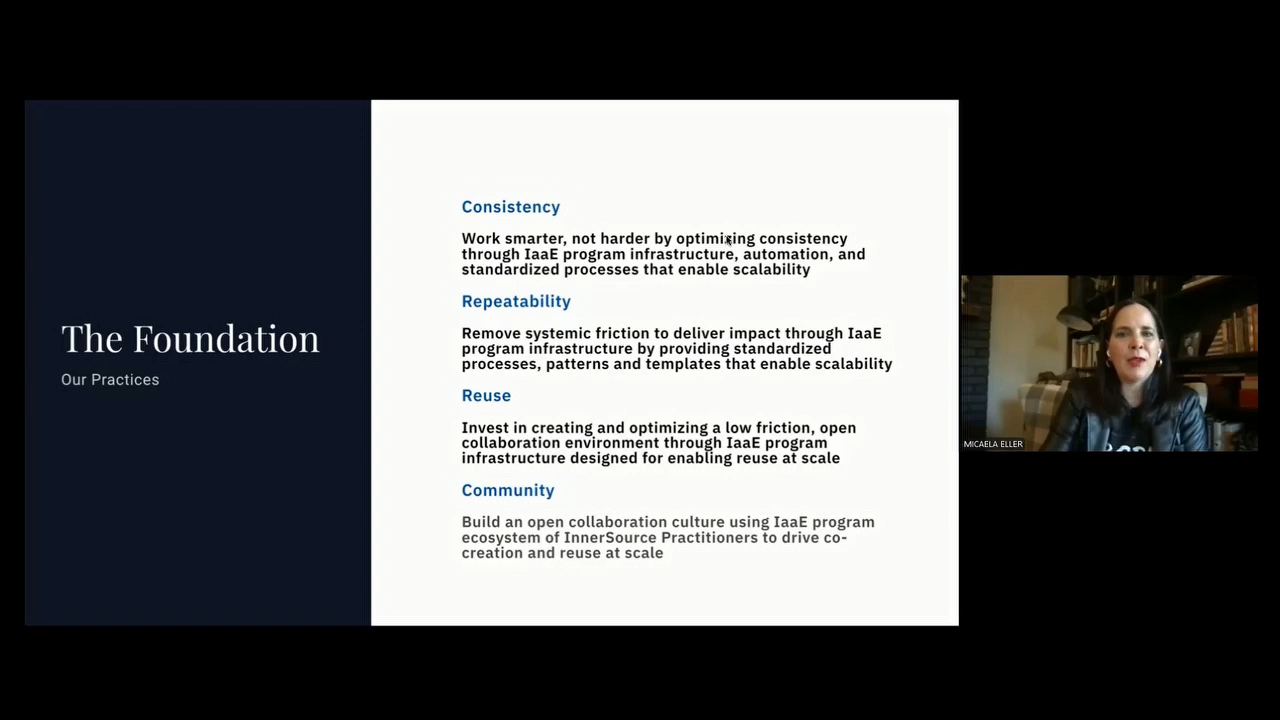 The Foundation
Our Practices
Consistency
Work smarter, not harder by optimizing consistency
through IaaE program infrastructure, automation, and
standardized processes that enable scalability
Repeatability
Remove systemic friction to deliver impact through IaaE
program infrastructure by providing standardized
processes, patterns and templates that enable scalability
Reuse
Invest in creating and optimizing a low friction, open
collaboration environment through IaaE program
infrastructure designed for enabling reuse at scale
Community
Build an open collaboration culture using IaaE program
ecosystem of InnerSource Practitioners to drive co-
creation and reuse at scale
MICAELA ELLER